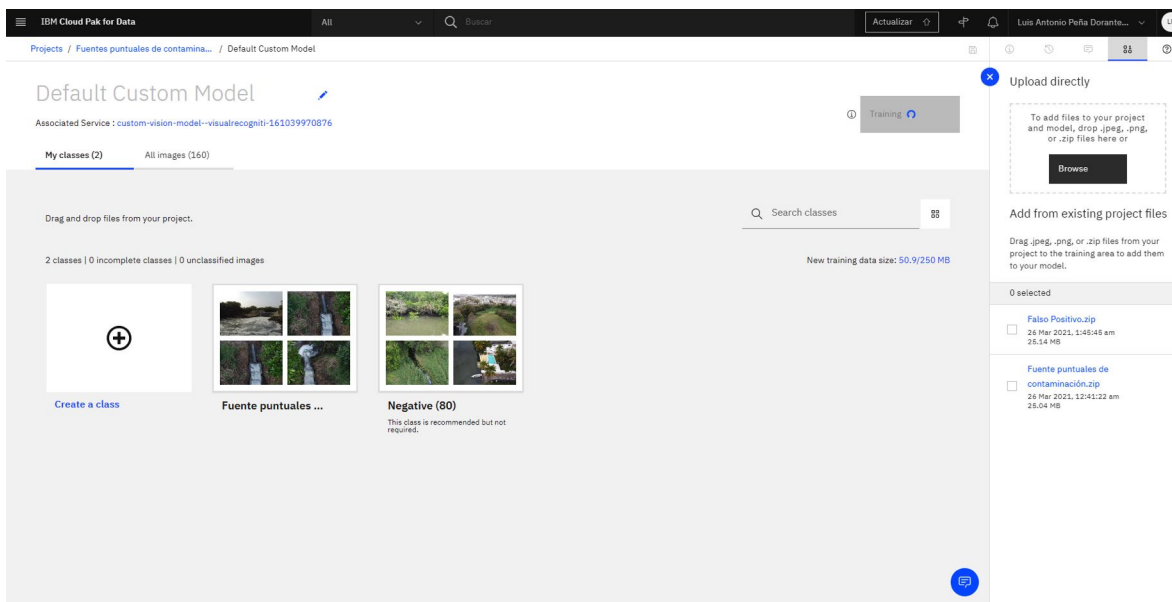 IBM Cloud Pak for Data
All
Buscar
Actualizar
Luis Antonio Peña Dorante...
Projects / Fuentes puntuales de contamina... / Default Custom Model
Default Custom Model
Associated Service : custom-vision-model--visualrecogniti-161039970876
Training
My classes (2)
All images (160)
Drag and drop files from your project.
Search classes
2 classes | 0 incomplete classes | 0 unclassified images
New training data size: 50.9/250 MB
Create a class
Fuente puntuales ...
Negative (80)
This class is recommended but not
required.
Upload directly
To add files to your project
and model, drop .jpeg, .png,
or .zip files here or
Browse
Add from existing project files
Drag .jpeg, .png, or .zip files from your
project to the training area to add them
to your model.
0 selected
Falso Positivo.zip
26 Mar 2021, 1:45:45 am
25.14 MB
Fuente puntuales de
contaminación.zip
26 Mar 2021, 12:41:22 am
25.04 MB